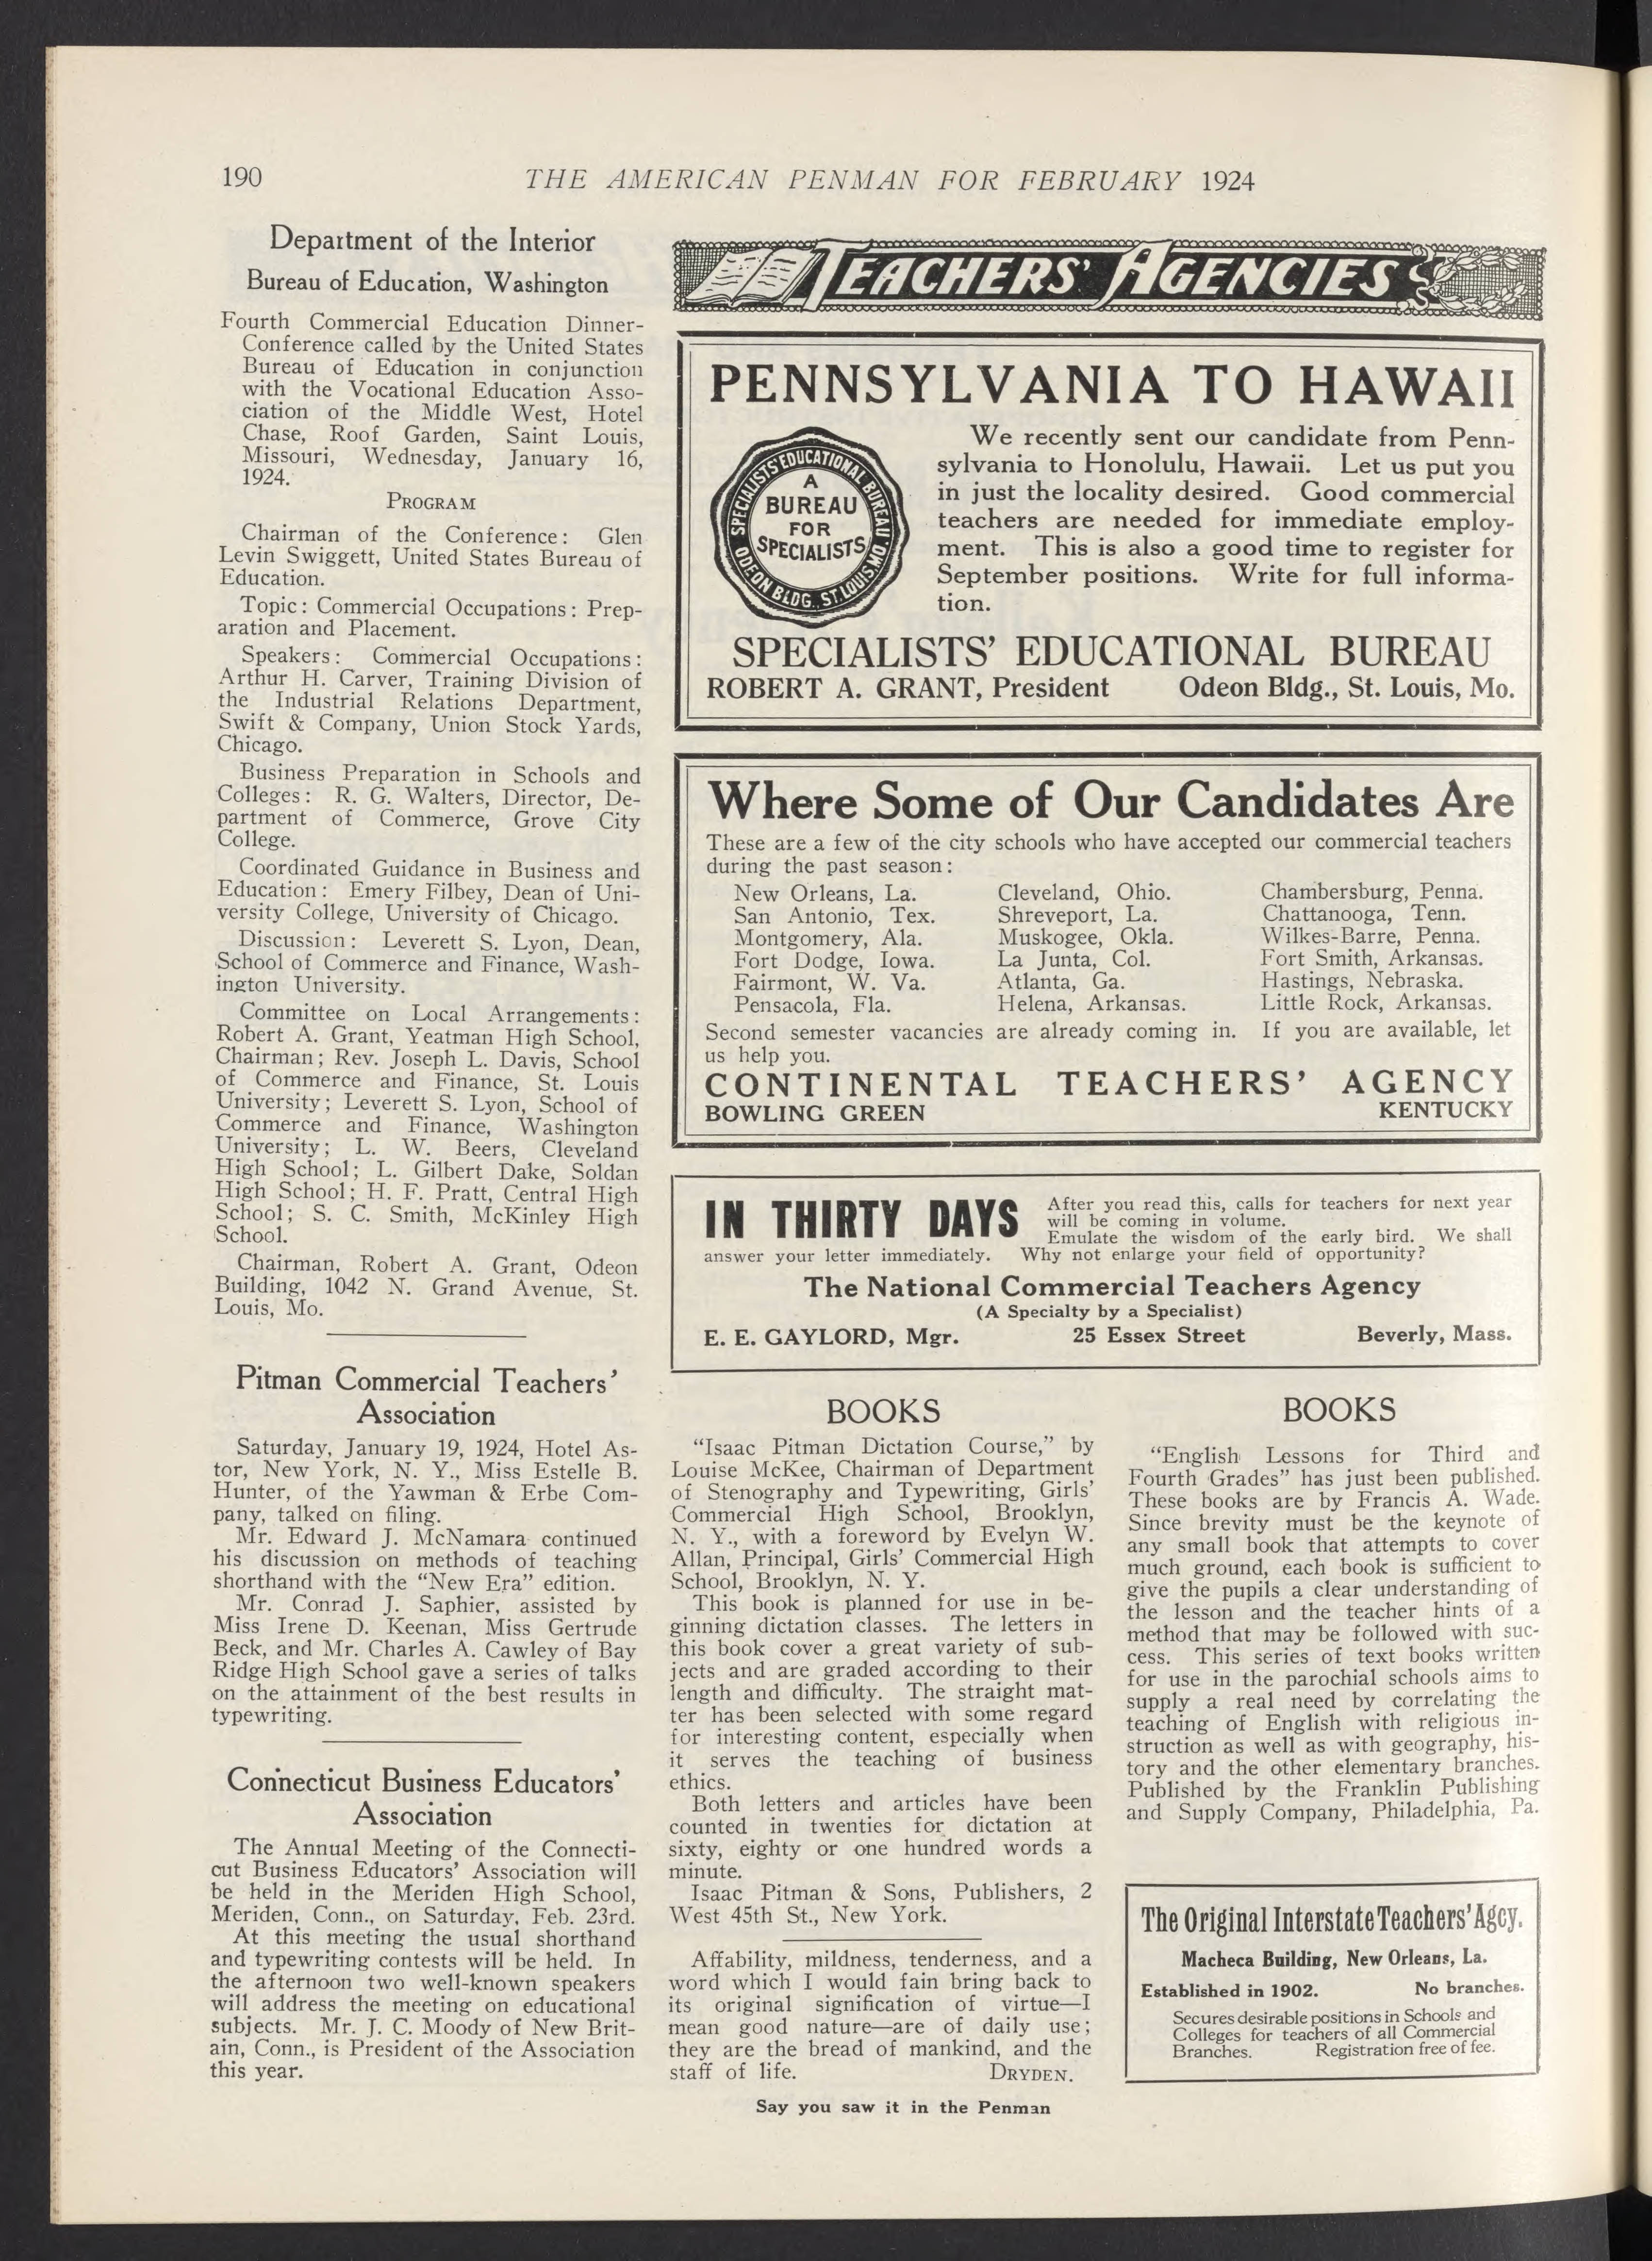 190
THE AMERICAN PENMAN FOR FEBRUARY 1924
Department of the Interior
Bureau of Education, Washington
Fourth Commercial Education Dinner-
Conference called by the United States
Bureau of Education in conjunction
with the Vocational Education Asso-
ciation of the Middle West, Hotel
Chase, Roof Garden, Saint Louis,
Missouri, Wednesday, January 16,
1924.
PROGRAM
Chairman of the Conference: Glen
Levin Swiggett, United States Bureau of
Education.
Topic: Commercial Occupations: Prep-
aration and Placement.
Speakers: Commercial Occupations:
Arthur H. Carver, Training Division of
the Industrial Relations Department,
Swift & Company, Union Stock Yards,
Chicago.
Business Preparation in Schools and
Colleges: R. G. Walters, Director, De-
partment of Commerce, Grove City
College.
Coordinated Guidance in Business and
Education: Emery Filbey, Dean of Uni-
versity College, University of Chicago.
Discussion: Leverett S. Lyon, Dean,
School of Commerce and Finance, Wash-
ington University.
Committee on Local Arrangements:
Robert A. Grant, Yeatman High School,
Chairman; Rev. Joseph L. Davis, School
of Commerce and Finance, St. Louis
University; Leverett S. Lyon, School of
Commerce and Finance, Washington
University; L. W. Beers, Cleveland
High School; L. Gilbert Dake, Soldan
High School; H. F. Pratt, Central High
School; S. C. Smith, McKinley High
School.
Chairman, Robert A. Grant, Odeon
Building, 1042 N. Grand Avenue, St.
Louis, Mo.
Pitman Commercial Teachers'
Association
Saturday, January 19, 1924, Hotel As-
tor, New York, N. Y., Miss Estelle B.
Hunter, of the Yawman & Erbe Com-
pany, talked on filing.
Mr. Edward J. McNamara continued
his discussion on methods of teaching
shorthand with the "New Era" edition.
Mr. Conrad J. Saphier, assisted by
Miss Irene D. Keenan, Miss Gertrude
Beck, and Mr. Charles A. Cawley of Bay
Ridge High School gave a series of talks
on the attainment of the best results in
typewriting.
Connecticut Business Educators'
Association
The Annual Meeting of the Connecti-
cut Business Educators' Association will
be held in the Meriden High School,
Meriden, Conn., on Saturday, Feb. 23rd.
At this meeting the usual shorthand
and typewriting contests will be held. In
the afternoon two well-known speakers
will address the meeting on educational
subjects. Mr. J. C. Moody of New Brit-
ain, Conn., is President of the Association
this year.
TEACHERS' AGENCIES
PENNSYLVANIA TO HAWAII
SPECIALISTS' EDUCATIONAL BUREAU
A
BUREAU
FOR
SPECIALISTS
ODEON BLDG., ST. LOUIS, MO.
We recently sent our candidate from Penn-
sylvania to Honolulu, Hawaii. Let us put you
in just the locality desired. Good commercial
teachers are needed for immediate employ-
ment. This is also a good time to register for
September positions. Write for full informa-
tion.
SPECIALISTS' EDUCATIONAL BUREAU
ROBERT A. GRANT, President Odeon Bldg., St. Louis, Mo.
Where Some of Our Candidates Are
These are a few of the city schools who have accepted our commercial teachers
during the past season:
New Orleans, La. Cleveland, Ohio. Chambersburg, Penna.
San Antonio, Tex. Shreveport, La. Chattanooga, Tenn.
Montgomery, Ala. Muskogee, Okla. Wilkes-Barre, Penna.
Fort Dodge, Iowa. La Junta, Col. Fort Smith, Arkansas.
Fairmont, W. Va. Atlanta, Ga. Hastings, Nebraska.
Pensacola, Fla. Helena, Arkansas. Little Rock, Arkansas.
Second semester vacancies are already coming in. If you are available, let
us help you.
CONTINENTAL TEACHERS' AGENCY
BOWLING GREEN KENTUCKY
IN THIRTY DAYS
After you read this, calls for teachers for next year
will be coming in volume.
Emulate the wisdom of the early bird. We shall
answer your letter immediately. Why not enlarge your field of opportunity?
The National Commercial Teachers Agency
(A Specialty by a Specialist)
E. E. GAYLORD, Mgr. 25 Essex Street Beverly, Mass.
BOOKS
"Isaac Pitman Dictation Course," by
Louise McKee, Chairman of Department
of Stenography and Typewriting, Girls'
Commercial High School, Brooklyn,
N. Y., with a foreword by Evelyn W.
Allan, Principal, Girls' Commercial High
School, Brooklyn, N. Y.
This book is planned for use in be-
ginning dictation classes. The letters in
this book cover a great variety of sub-
jects and are graded according to their
length and difficulty. The straight mat-
ter has been selected with some regard
for interesting content, especially when
it serves the teaching of business
ethics.
Both letters and articles have been
counted in twenties for dictation at
sixty, eighty or one hundred words a
minute.
Isaac Pitman & Sons, Publishers, 2
West 45th St., New York.
Affability, mildness, tenderness, and a
word which I would fain bring back to
its original signification of virtue—I
mean good nature—are of daily use;
they are the bread of mankind, and the
staff of life. DRYDEN.
BOOKS
"English Lessons for Third and
Fourth Grades" has just been published.
These books are by Francis A. Wade.
Since brevity must be the keynote of
any small book that attempts to cover
much ground, each book is sufficient to
give the pupils a clear understanding of
the lesson and the teacher hints of a
method that may be followed with suc-
cess. This series of text books written
for use in the parochial schools aims to
supply a real need by correlating the
teaching of English with religious in-
struction as well as with geography, his-
tory and the other elementary branches.
Published by the Franklin Publishing
and Supply Company, Philadelphia, Pa.
The Original Interstate Teachers' Agcy.
Macheca Building, New Orleans, La.
Established in 1902. No branches.
Secures desirable positions in Schools and
Colleges for teachers of all Commercial
Branches. Registration free of fee.
Say you saw it in the Penman